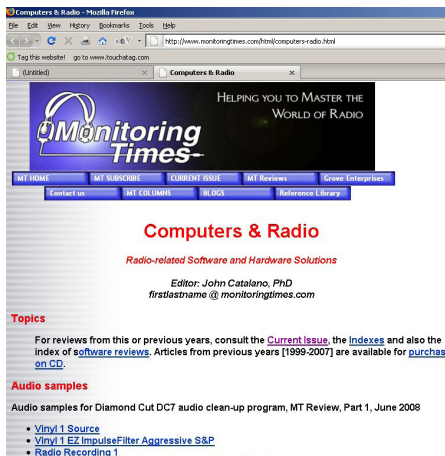 Computers & Radio - Mozilla Firefox
File Edit View History Bookmarks Tools Help
http://www.monitoringtimes.com/html/computers-radio.html
Tag this website! go to www.touchatag.com
(Untitled)
Computers & Radio
HELPING YOU TO MASTER THE
WORLD OF RADIO
Monitoring
Times
MT HOME MT SUBSCRIBE CURRENT ISSUE MT Reviews Grove Enterprises
Contact us MT COLUMNS BLOGS Reference Library
Computers & Radio
Radio-related Software and Hardware Solutions
Editor: John Catalano, PhD
firstlastname @ monitoringtimes.com
Topics
For reviews from this or previous years, consult the Current Issue, the Indexes and also the
index of software reviews. Articles from previous years [1999-2007] are available for purchas
on CD.
Audio samples
Audio samples for Diamond Cut DC7 audio clean-up program, MT Review, Part 1, June 2008
• Vinyl 1 Source
• Vinyl 1 EZ ImpulseFilter Aggressive S&P
• Radio Recording 1